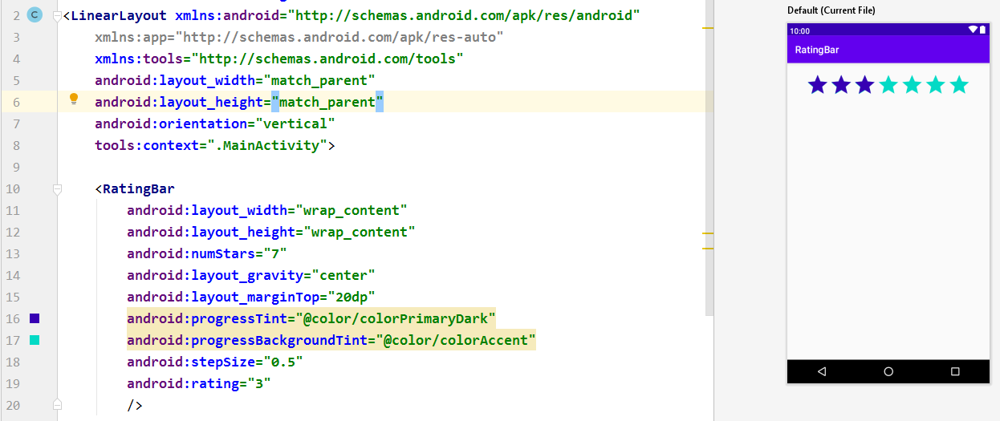 2 C <LinearLayout xmlns:android="http://schemas.android.com/apk/res/android"
3 xmlns:app="http://schemas.android.com/apk/res-auto"
4 xmlns:tools="http://schemas.android.com/tools"
5 android:layout_width="match_parent"
6 android:layout_height="match_parent"
7 android:orientation="vertical"
8 tools:context=".MainActivity">
9
10 <RatingBar
11 android:layout_width="wrap_content"
12 android:layout_height="wrap_content"
13 android:numStars="7"
14 android:layout_gravity="center"
15 android:layout_marginTop="20dp"
16 android:progressTint="@color/colorPrimaryDark"
17 android:progressBackgroundTint="@color/colorAccent"
18 android:stepSize="0.5"
19 android:rating="3"
20 />
Default (Current File)
10:00
RatingBar